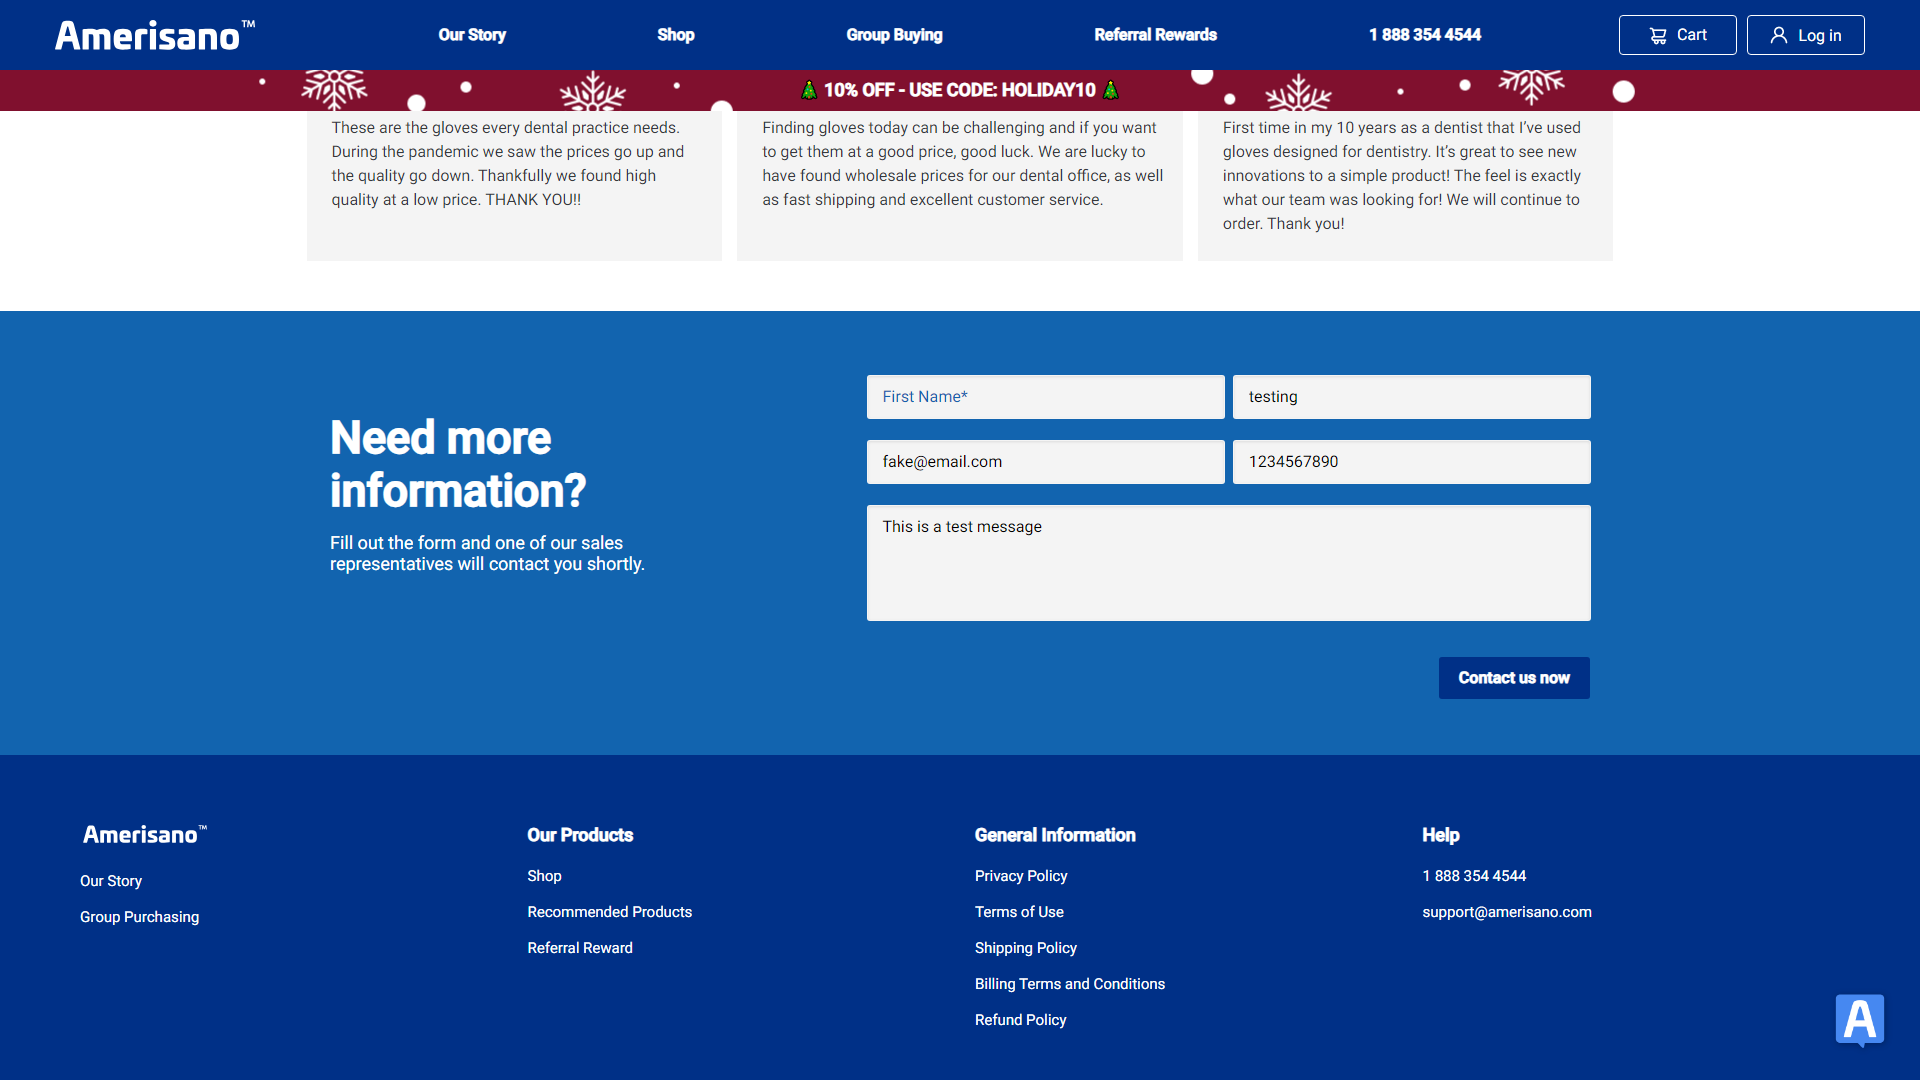 Amerisano™
Our Story
Shop
Group Buying
Referral Rewards
1 888 354 4544
Cart
Log in
10% OFF - USE CODE: HOLIDAY10
These are the gloves every dental practice needs.
During the pandemic we saw the prices go up and
the quality go down. Thankfully we found high
quality at a low price. THANK YOU!!
Finding gloves today can be challenging and if you want
to get them at a good price, good luck. We are lucky to
have found wholesale prices for our dental office, as well
as fast shipping and excellent customer service.
First time in my 10 years as a dentist that I’ve used
gloves designed for dentistry. It’s great to see new
innovations to a simple product! The feel is exactly
what our team was looking for! We will continue to
order. Thank you!
Need more
information?
Fill out the form and one of our sales
representatives will contact you shortly.
First Name*
testing
fake@email.com
1234567890
This is a test message
Contact us now
Amerisano™
Our Story
Group Purchasing
Our Products
Shop
Recommended Products
Referral Reward
General Information
Privacy Policy
Terms of Use
Shipping Policy
Billing Terms and Conditions
Refund Policy
Help
1 888 354 4544
support@amerisano.com
A